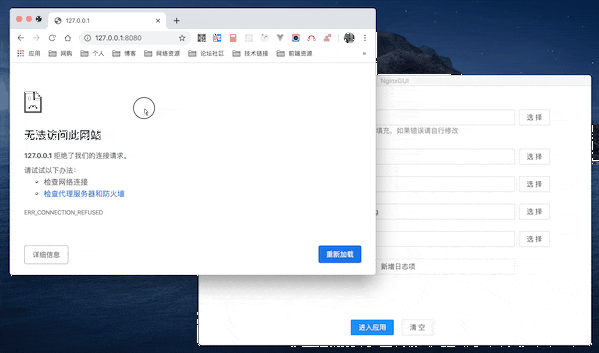 127.0.0.1
127.0.0.1:8080
应用 网购 个人 博客 网络资源 论坛社区 技术链接 前端资源 »
NginxGUI
无法访问此网站
127.0.0.1 拒绝了我们的连接请求。
请试试以下办法：
检查网络连接
检查代理服务器和防火墙
ERR_CONNECTION_REFUSED
详细信息 重新加载
选 择
填充，如果错误请自行修改
选 择
选 择
选 择
选 择
新增日志项
进入应用 清 空